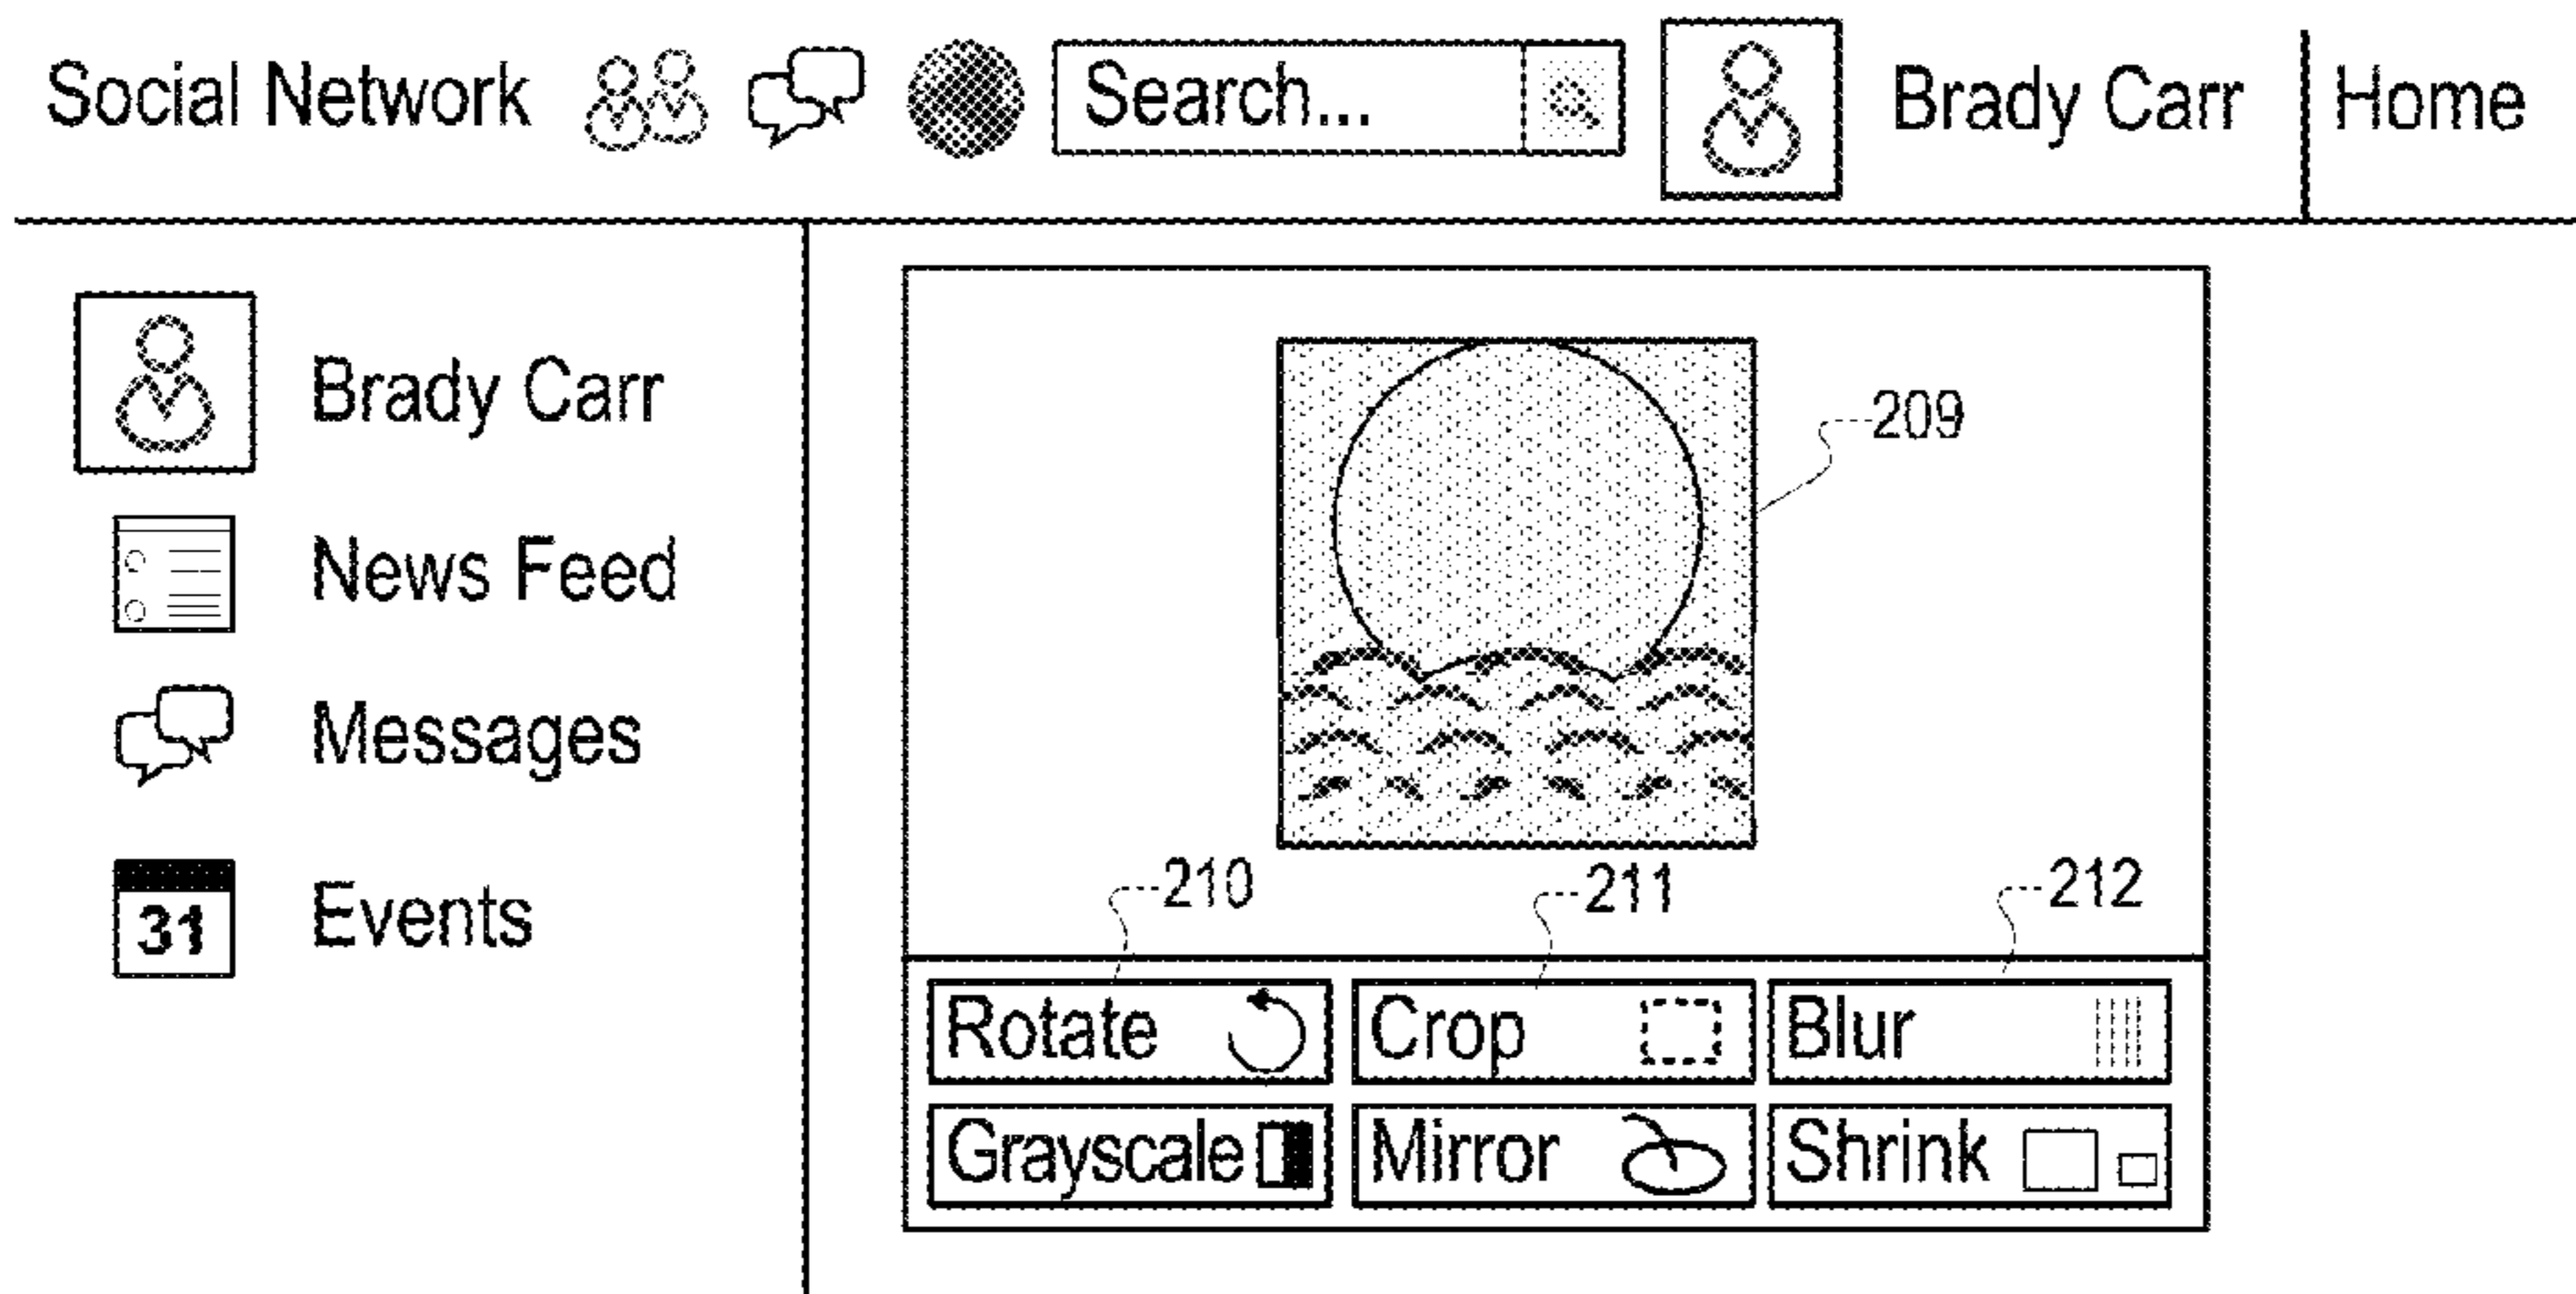 Social Network Search... Brady Carr Home
Brady Carr
News Feed
Messages
31 Events
209
210 211 212
Rotate Crop Blur
Grayscale Mirror Shrink